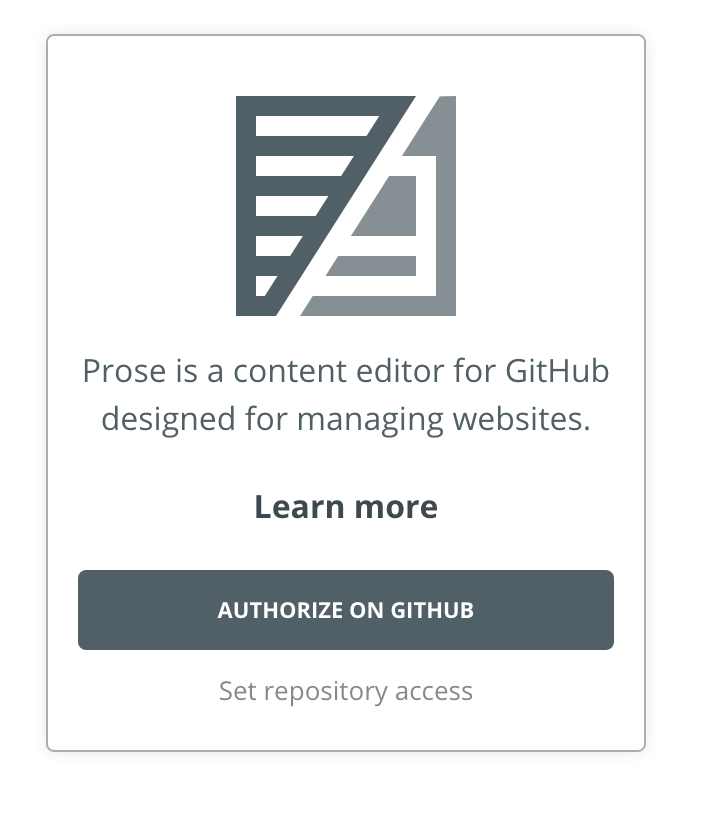 Prose is a content editor for GitHub
designed for managing websites.
Learn more
AUTHORIZE ON GITHUB
Set repository access